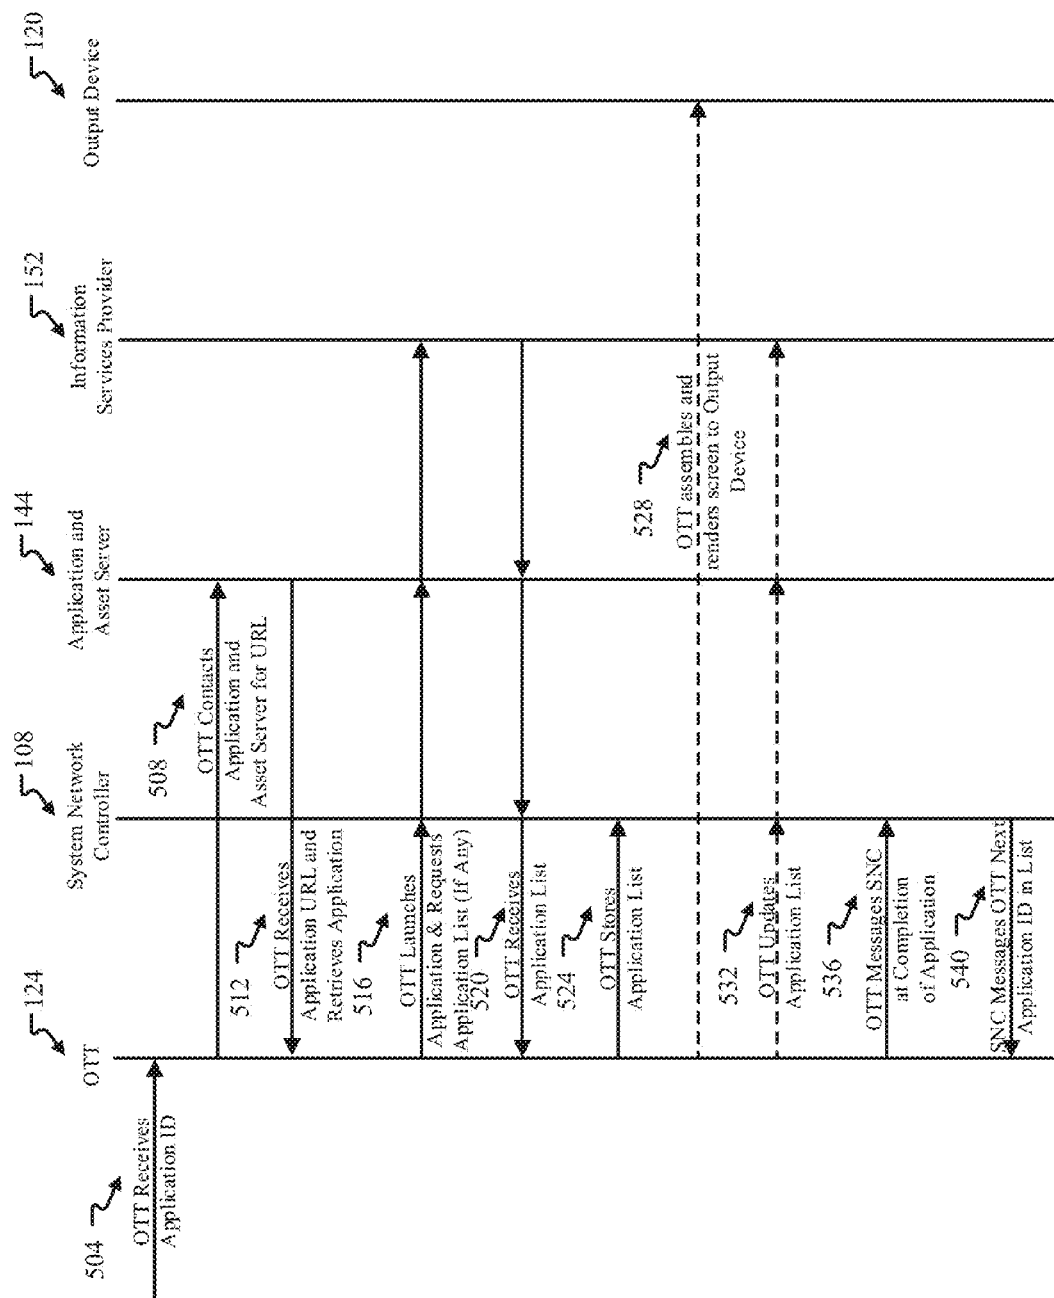 124
OTT
108
System Network
Controller
144
Application and
Asset Server
152
Information
Services Provider
120
Output Device
504
OTT Receives
Application ID
508
OTT Contacts
Application and
Asset Server for URL
512
OTT Receives
Application URL and
Retrieves Application
516
OTT Launches
Application & Requests
Application List (If Any)
520
OTT Receives
Application List
524
OTT Stores
Application List
528
OTT assembles and
renders screen to Output
Device
532
OTT Updates
Application List
536
OTT Messages SNC
at Completion
of Application
540
SNC Messages OTT Next
Application ID in List